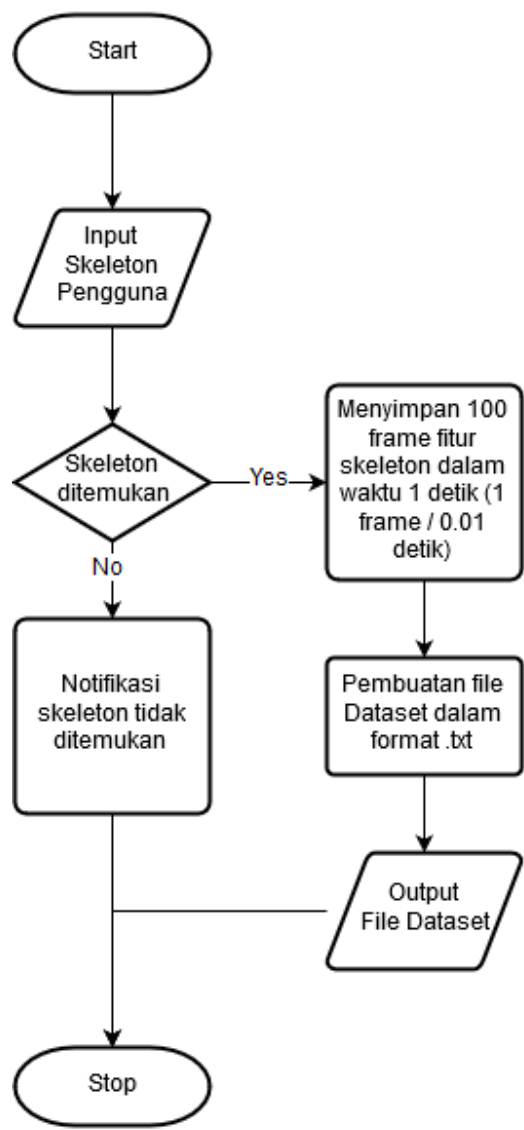 Start
Input
Skeleton
Pengguna
Skeleton
ditemukan
Yes
Menyimpan 100
frame fitur
skeleton dalam
waktu 1 detik (1
frame / 0.01
detik)
No
Notifikasi
skeleton tidak
ditemukan
Pembuatan file
Dataset dalam
format .txt
Output
File Dataset
Stop